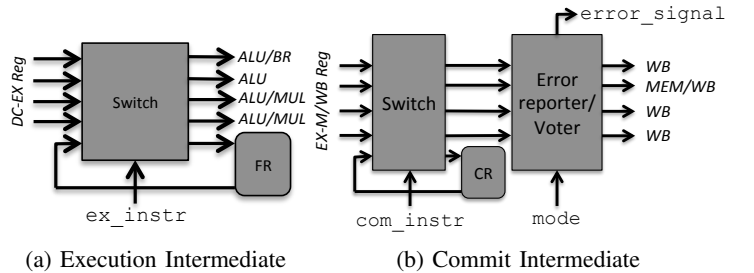 error_signal
DC-EX Reg
Switch
ALU/BR
ALU
ALU/MUL
ALU/MUL
FR
ex_instr
EX-M/WB Reg
Switch
CR
com_instr
Error
reporter/
Voter
WB
MEM/WB
WB
WB
mode
(a) Execution Intermediate
(b) Commit Intermediate